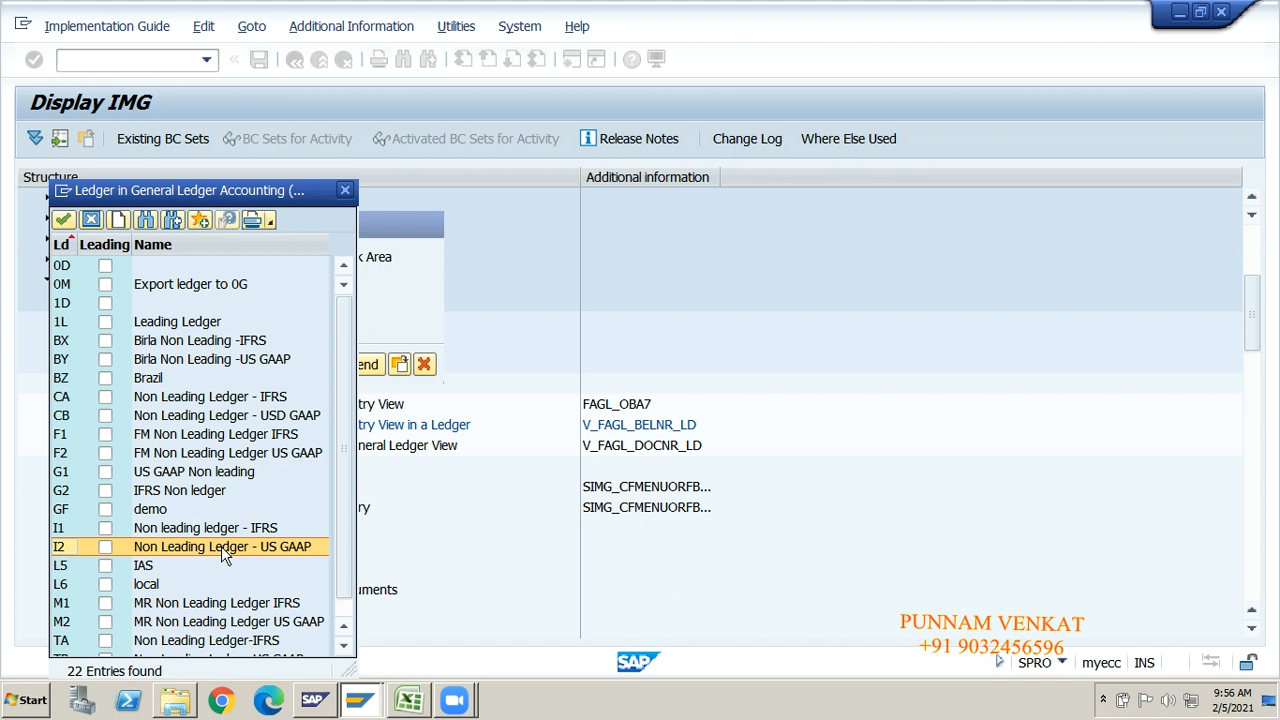 Implementation Guide Edit Goto Additional Information Utilities System Help
Display IMG
Existing BC Sets BC Sets for Activity Activated BC Sets for Activity Release Notes Change Log Where Else Used
Structure Additional information
Ledger in General Ledger Accounting (...
Ld Leading Name
0D
0M Export ledger to 0G
1D
1L Leading Ledger
BX Birla Non Leading -IFRS
BY Birla Non Leading -US GAAP
BZ Brazil
CA Non Leading Ledger - IFRS
CB Non Leading Ledger - USD GAAP
F1 FM Non Leading Ledger IFRS
F2 FM Non Leading Ledger US GAAP
G1 US GAAP Non leading
G2 IFRS Non ledger
GF demo
I1 Non leading ledger - IFRS
I2 Non Leading Ledger - US GAAP
L5 IAS
L6 local
M1 MR Non Leading Ledger IFRS
M2 MR Non Leading Ledger US GAAP
TA Non Leading Ledger-IFRS
22 Entries found
k Area
end
try View FAGL_OBA7
try View in a Ledger V_FAGL_BELNR_LD
eneral Ledger View V_FAGL_DOCNR_LD
SIMG_CFMENUORFB...
ry SIMG_CFMENUORFB...
uments
PUNNAM VENKAT
+91 9032456596
SAP SPRO myecc INS
Start SAP 9:56 AM
2/5/2021